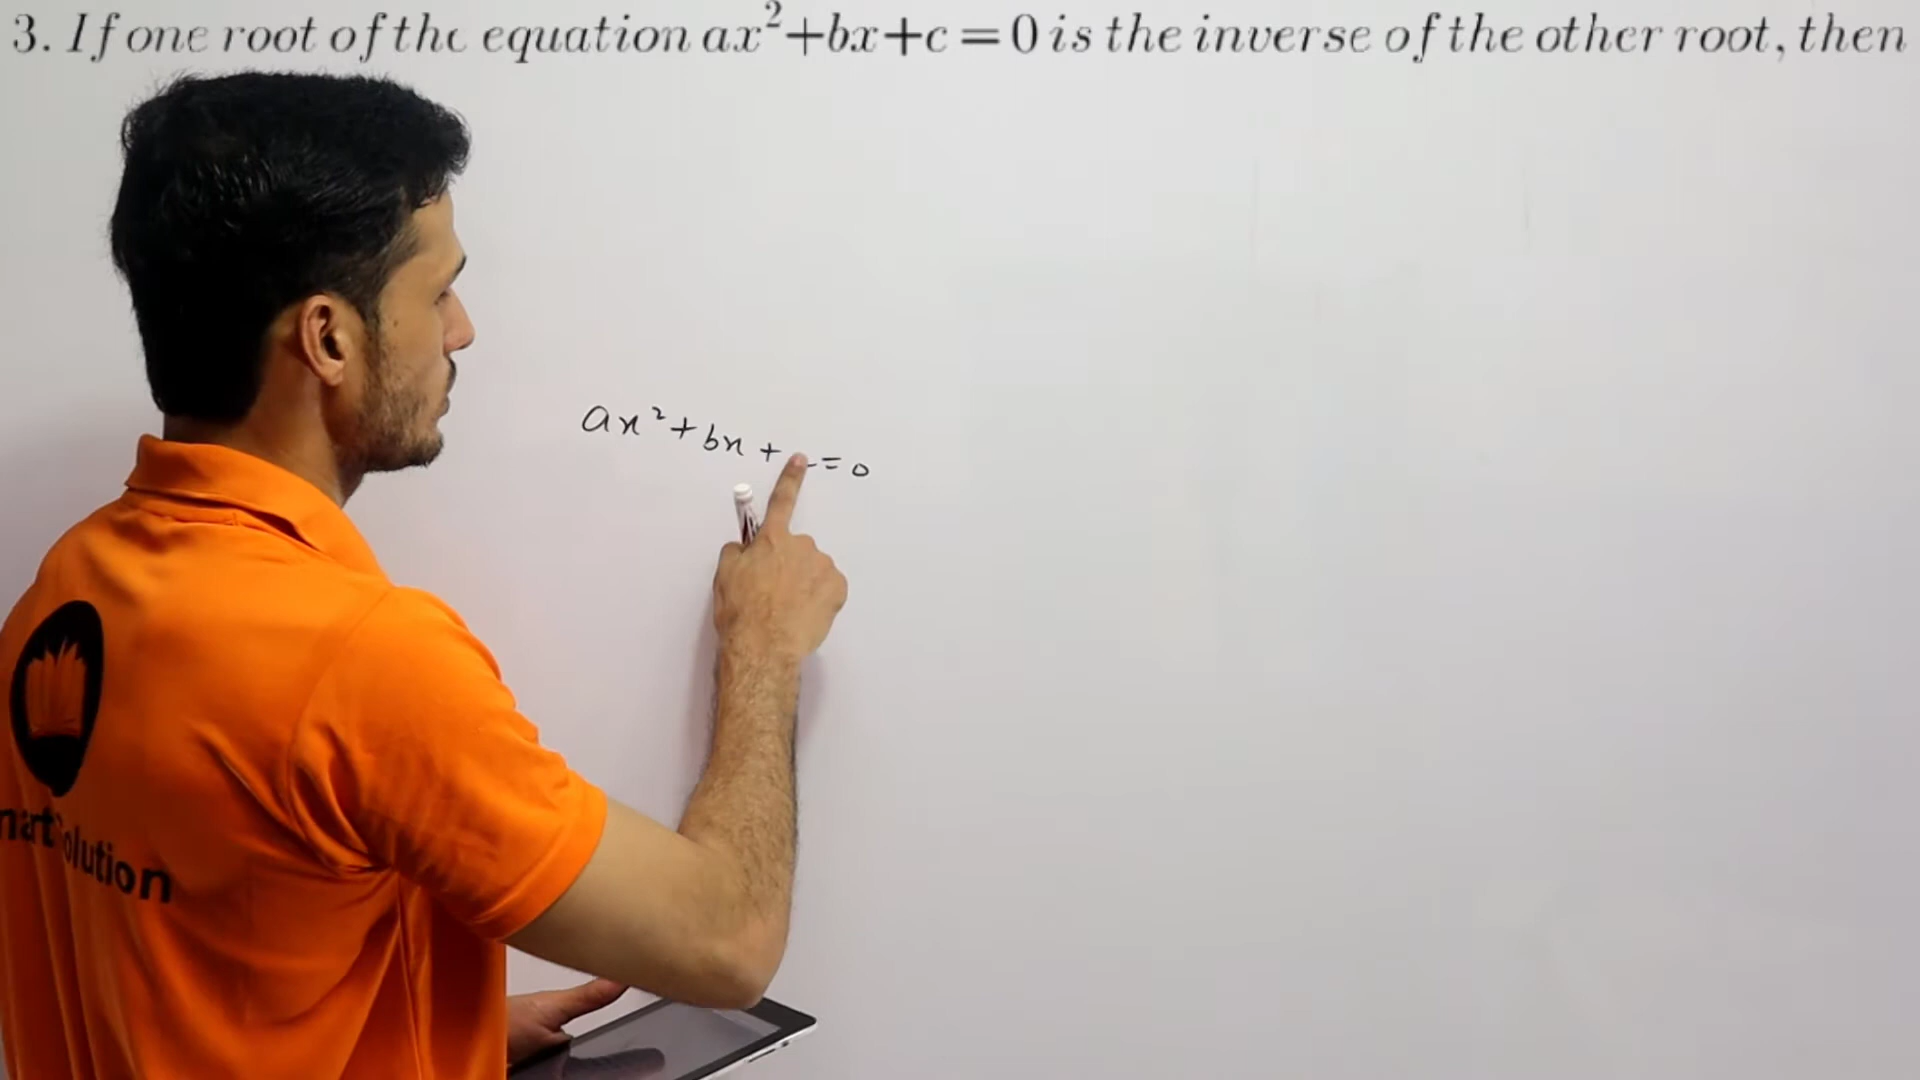 3. If one root of the equation ax²+bx+c = 0 is the inverse of the other root, then
ax² + bx + = 0
olution